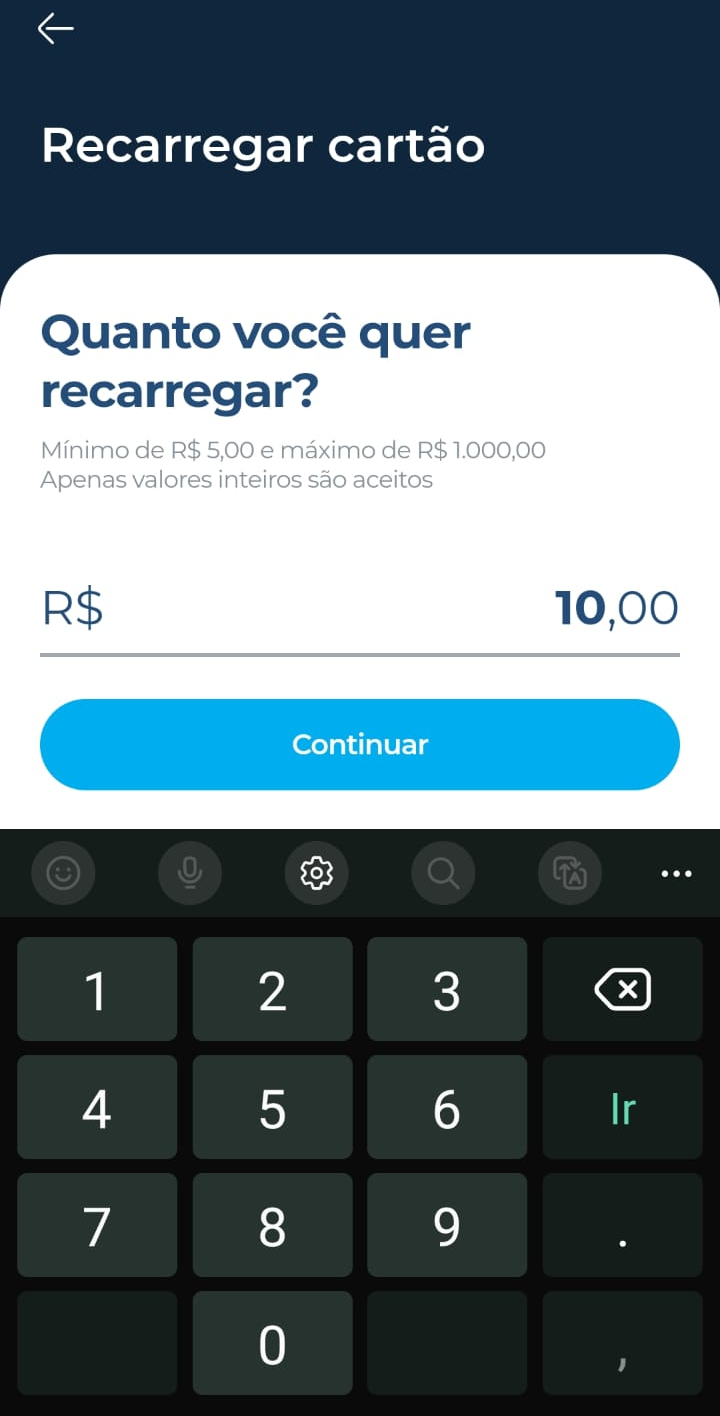 Recarregar cartão
Quanto você quer
recarregar?
Mínimo de R$ 5,00 e máximo de R$ 1.000,00
Apenas valores inteiros são aceitos
R$ 10,00
Continuar
1 2 3
4 5 6 Ir
7 8 9 .
0 ,